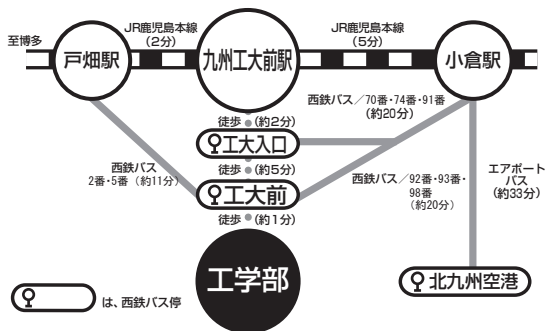 JR鹿児島本線
(2分)
JR鹿児島本線
(5分)
至博多
戸畑駅
九州工大前駅
小倉駅
西鉄バス／70番・74番・91番
(約20分)
徒歩 (約2分)
工大入口
徒歩 (約5分)
西鉄バス
2番・5番 (約11分)
西鉄バス／92番・93番・
98番
(約20分)
エアポート
バス
(約33分)
工大前
徒歩 (約1分)
工学部
北九州空港
は、西鉄バス停